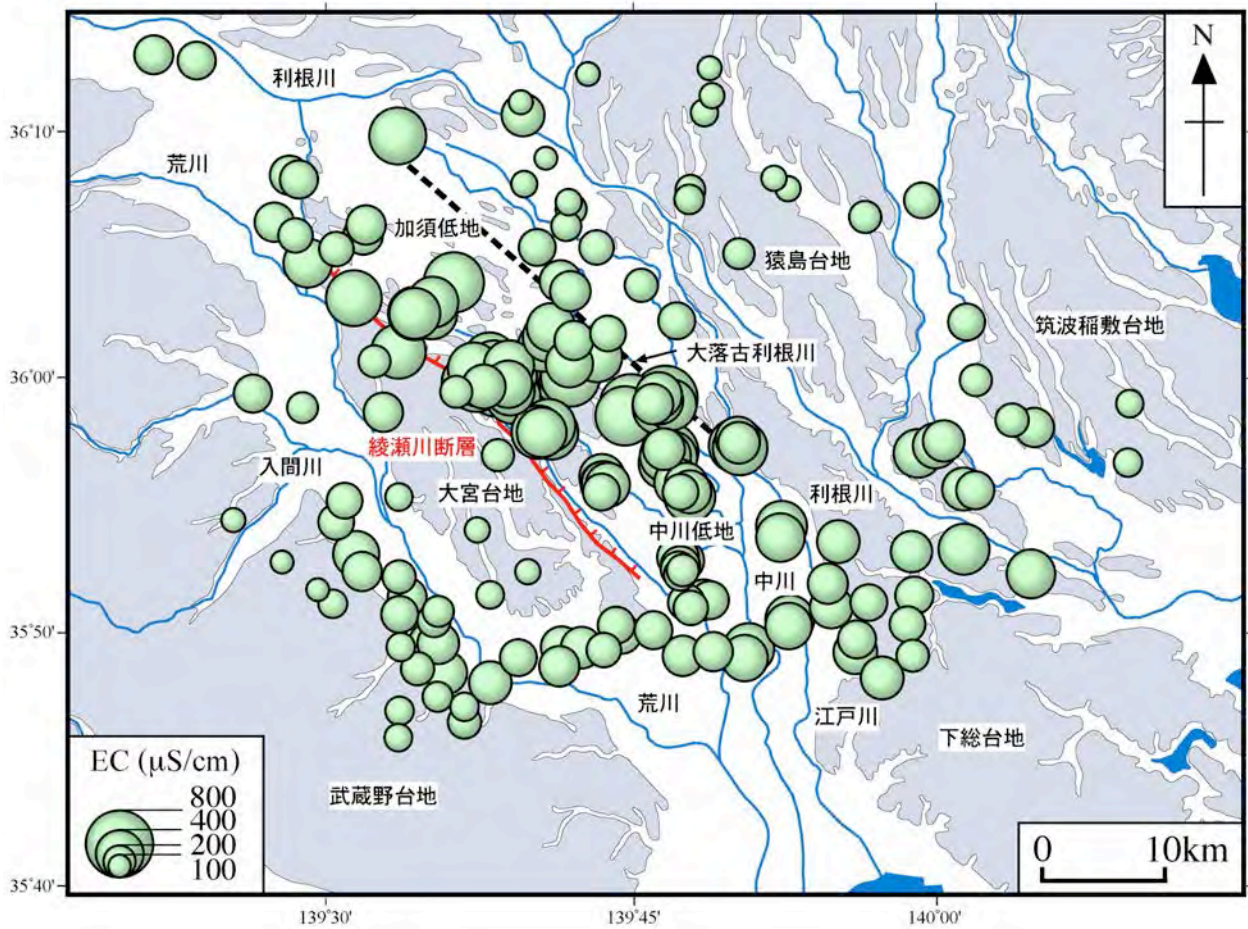 N
利根川
36°10'
荒川
加須低地
猿島台地
筑波稲敷台地
大落古利根川
36°00'
綾瀬川断層
入間川
大宮台地
利根川
中川低地
中川
35°50'
荒川
江戸川
下総台地
武蔵野台地
EC (μS/cm)
800
400
200
100
0 10km
35°40'
139°30' 139°45' 140°00'